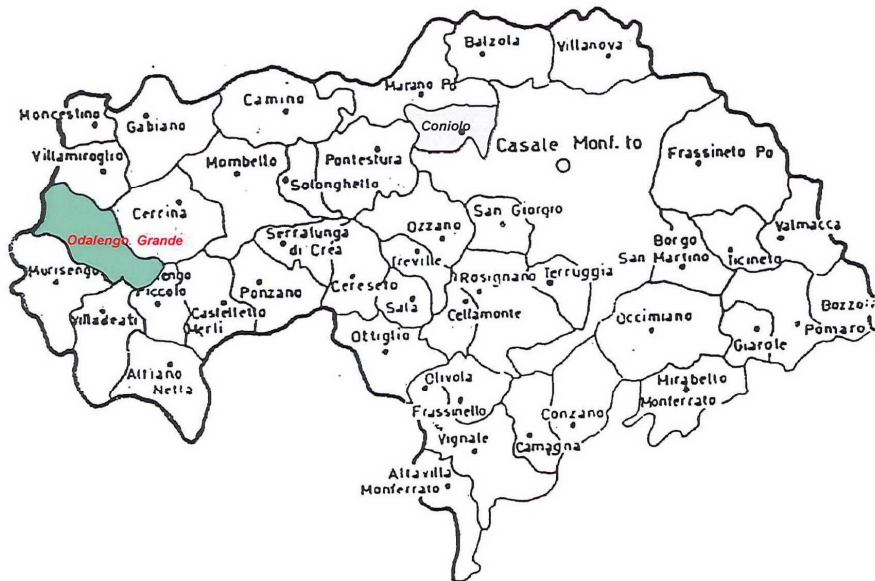 Balzola
Villanova
Morano Po
Moncestino
Gabiano
Camino
Coniolo
Casale Monf.to
Villamiroglio
Mombello
Pontestura
Solonghello
Frassineto Po
Cerrina
Odalengo Grande
Serralunga
di Crea
Ozzano
San Giorgio
Treville
Borgo
San Martino
Ticineto
Valmacca
Murisengo
Piccolo
Villadeati
Castelletto
Merli
Ponzano
Cereseto
Sala
Rosignano
Terruggia
Cellamonte
Ottiglio
Occimiano
Giarole
Pomaro
Alfiano
Natta
Olivola
Frassinello
Mirabello
Monferrato
Conzano
Vignale
Camagna
Altavilla
Monferrato